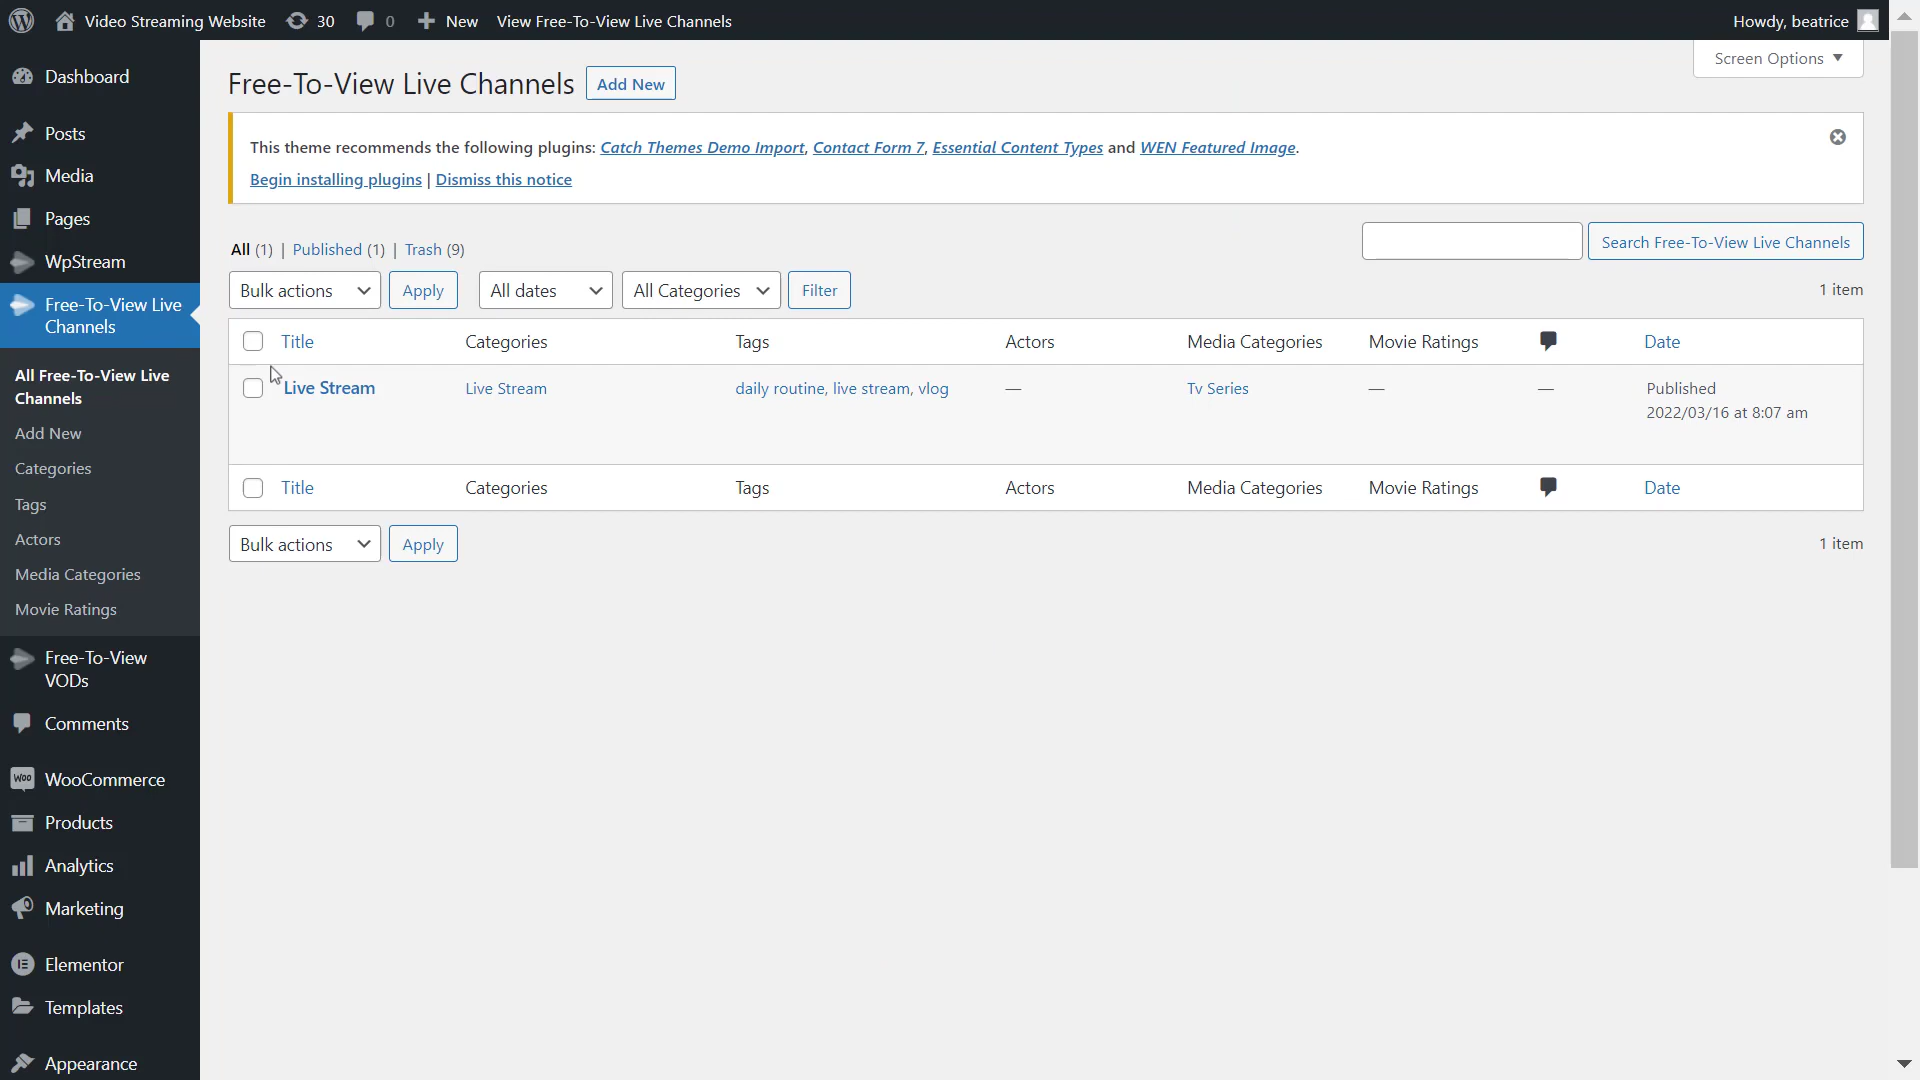 Video Streaming Website 30 0 New View Free-To-View Live Channels Howdy, beatrice
Screen Options
Dashboard
Posts
Media
Pages
WpStream
Free-To-View Live
Channels
All Free-To-View Live
Channels
Add New
Categories
Tags
Actors
Media Categories
Movie Ratings
Free-To-View
VODs
Comments
WooCommerce
Products
Analytics
Marketing
Elementor
Templates
Appearance
Free-To-View Live Channels Add New
This theme recommends the following plugins: Catch Themes Demo Import, Contact Form 7, Essential Content Types and WEN Featured Image.
Begin installing plugins | Dismiss this notice
All (1) | Published (1) | Trash (9)
Search Free-To-View Live Channels
Bulk actions Apply All dates All Categories Filter 1 item
Title Categories Tags Actors Media Categories Movie Ratings Date
Live Stream Live Stream daily routine, live stream, vlog — Tv Series — — Published
2022/03/16 at 8:07 am
Title Categories Tags Actors Media Categories Movie Ratings Date
Bulk actions Apply 1 item